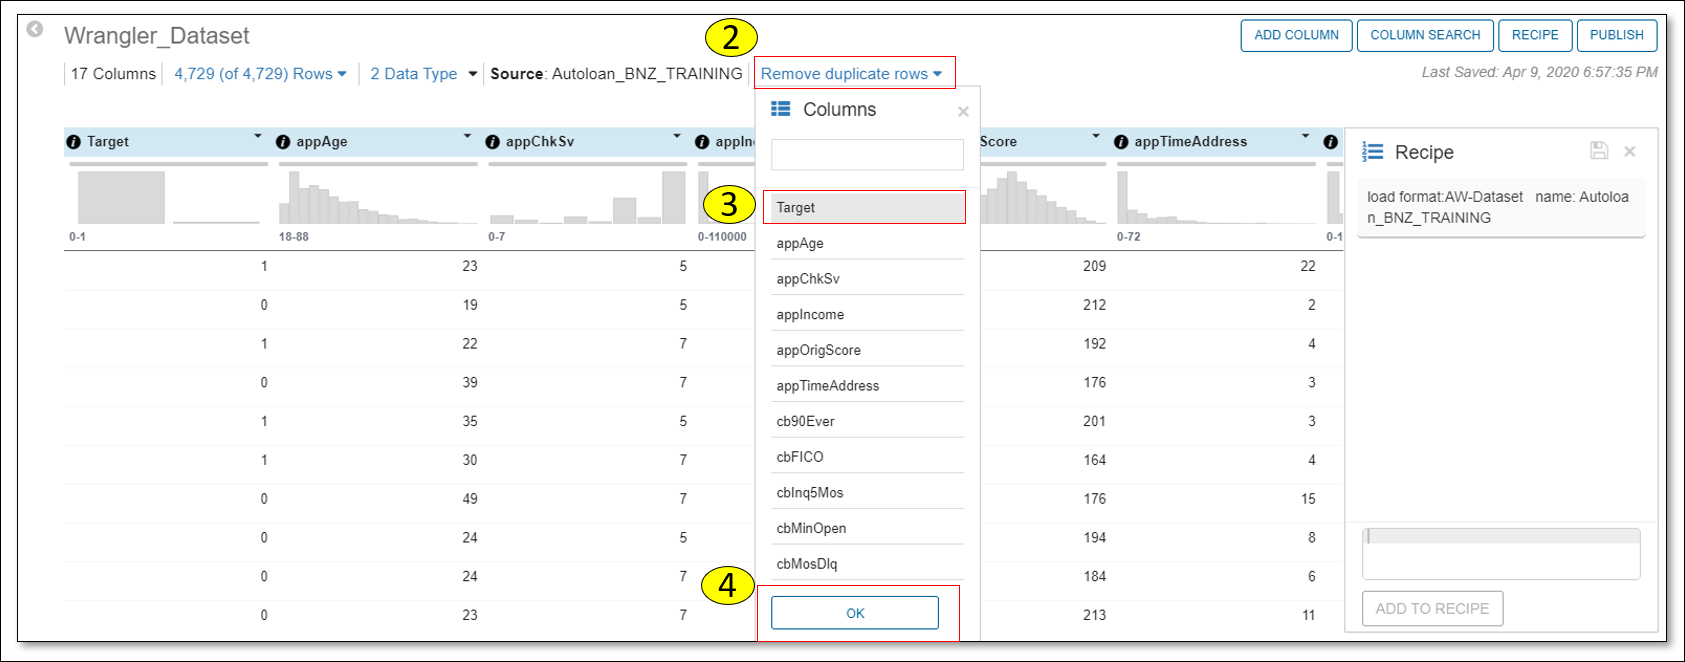 Wrangler_Dataset
2
ADD COLUMN COLUMN SEARCH RECIPE PUBLISH
17 Columns 4,729 (of 4,729) Rows 2 Data Type Source: Autoloan_BNZ_TRAINING Remove duplicate rows
Last Saved: Apr 9, 2020 6:57:35 PM
Columns
Target appAge appChkSv appIn Score appTimeAddress
0-1 18-88 0-7 0-110000 0-72 0-1
1 23 5 209 22
0 19 5 212 2
1 22 7 192 4
0 39 7 176 3
1 35 5 201 3
1 30 7 164 4
0 49 7 176 15
0 24 5 194 8
0 24 7 184 6
0 23 7 213 11
3
Target
appAge
appChkSv
appIncome
appOrigScore
appTimeAddress
cb90Ever
cbFICO
cbInq5Mos
cbMinOpen
cbMosDlq
4
OK
Recipe
load format:AW-Dataset name: Autoloa
n_BNZ_TRAINING
ADD TO RECIPE